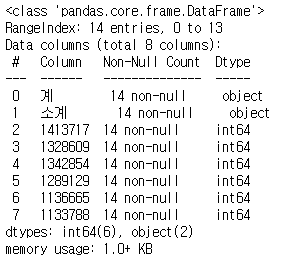 <class 'pandas.core.frame.DataFrame'>
RangeIndex: 14 entries, 0 to 13
Data columns (total 8 columns):
 #   Column   Non-Null Count  Dtype
---  ------   --------------  -----
 0   계        14 non-null     object
 1   소계       14 non-null     object
 2   1413717  14 non-null     int64
 3   1328609  14 non-null     int64
 4   1342854  14 non-null     int64
 5   1289129  14 non-null     int64
 6   1136665  14 non-null     int64
 7   1133788  14 non-null     int64
dtypes: int64(6), object(2)
memory usage: 1.0+ KB